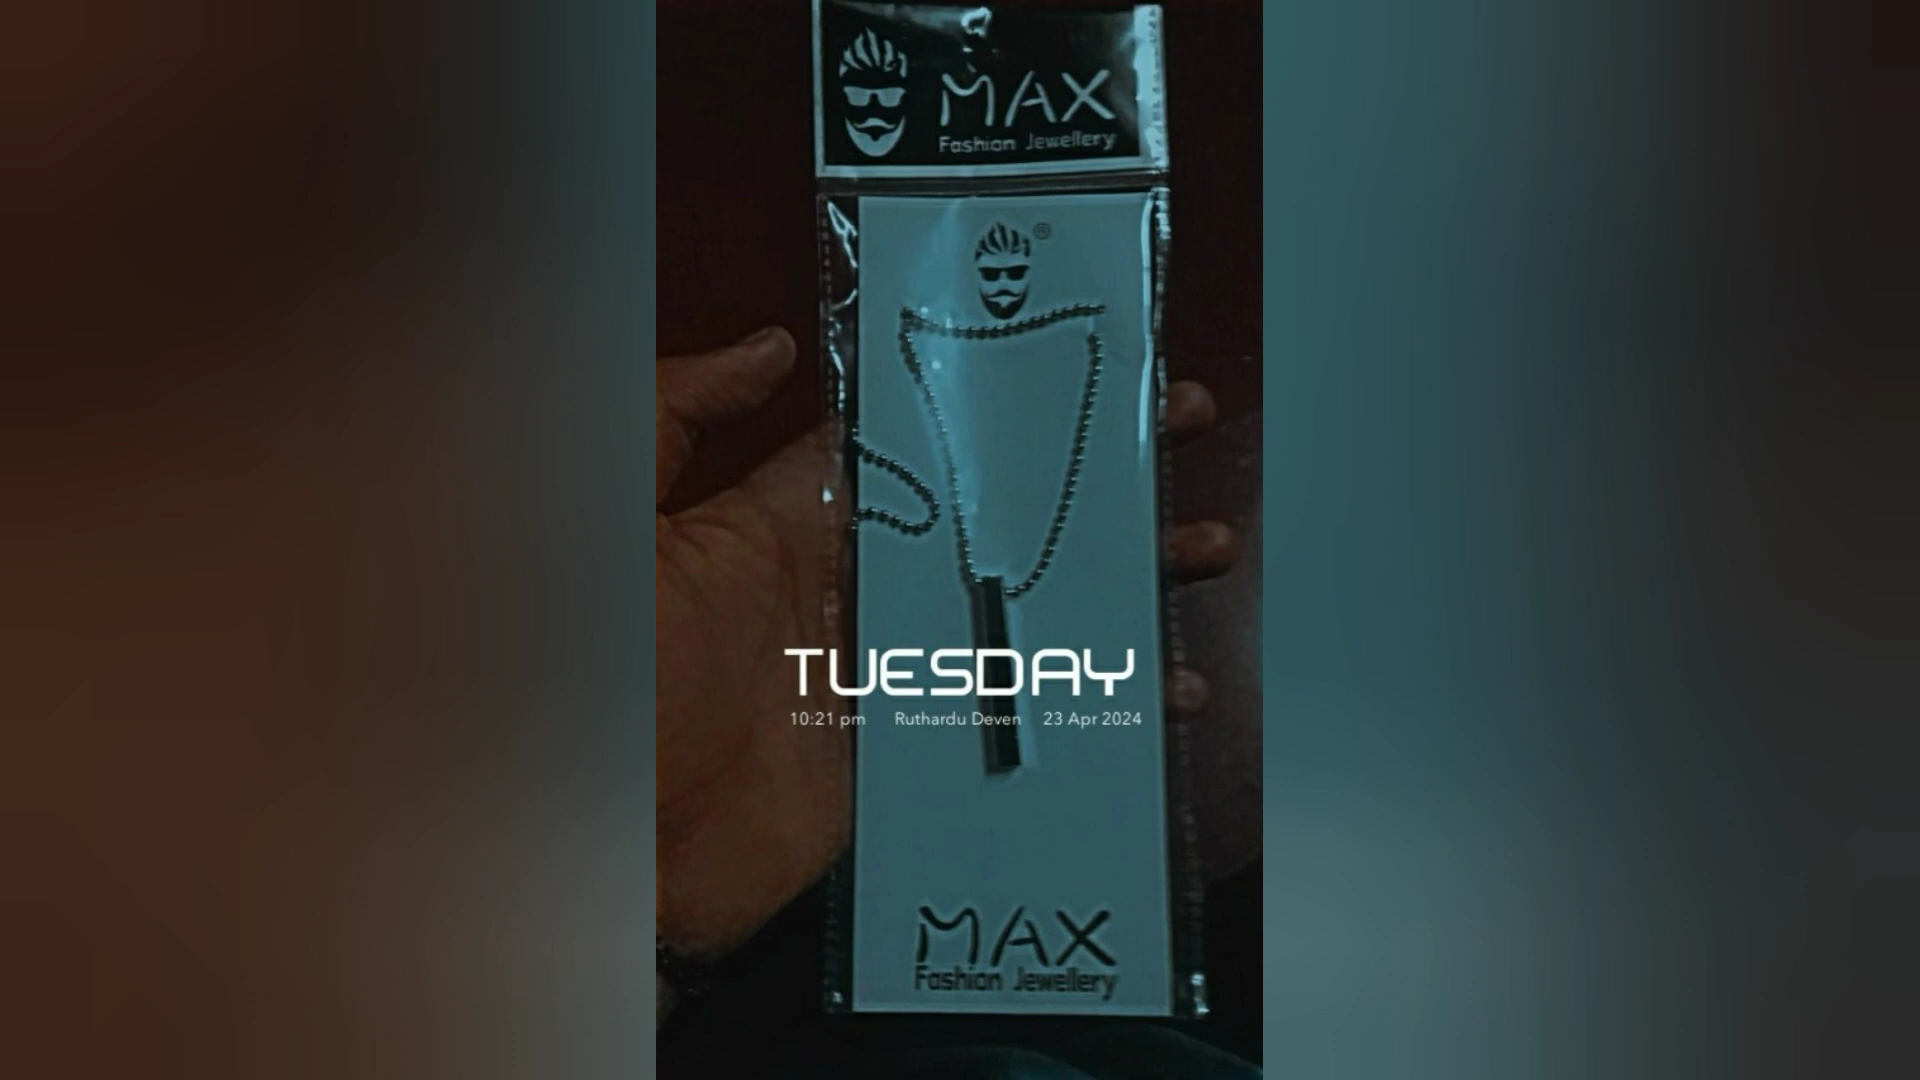 MAX
Fashion Jewellery
®
TUESDAY
10:21 pm Ruthardu Deven 23 Apr 2024
MAX
Fashion Jewellery